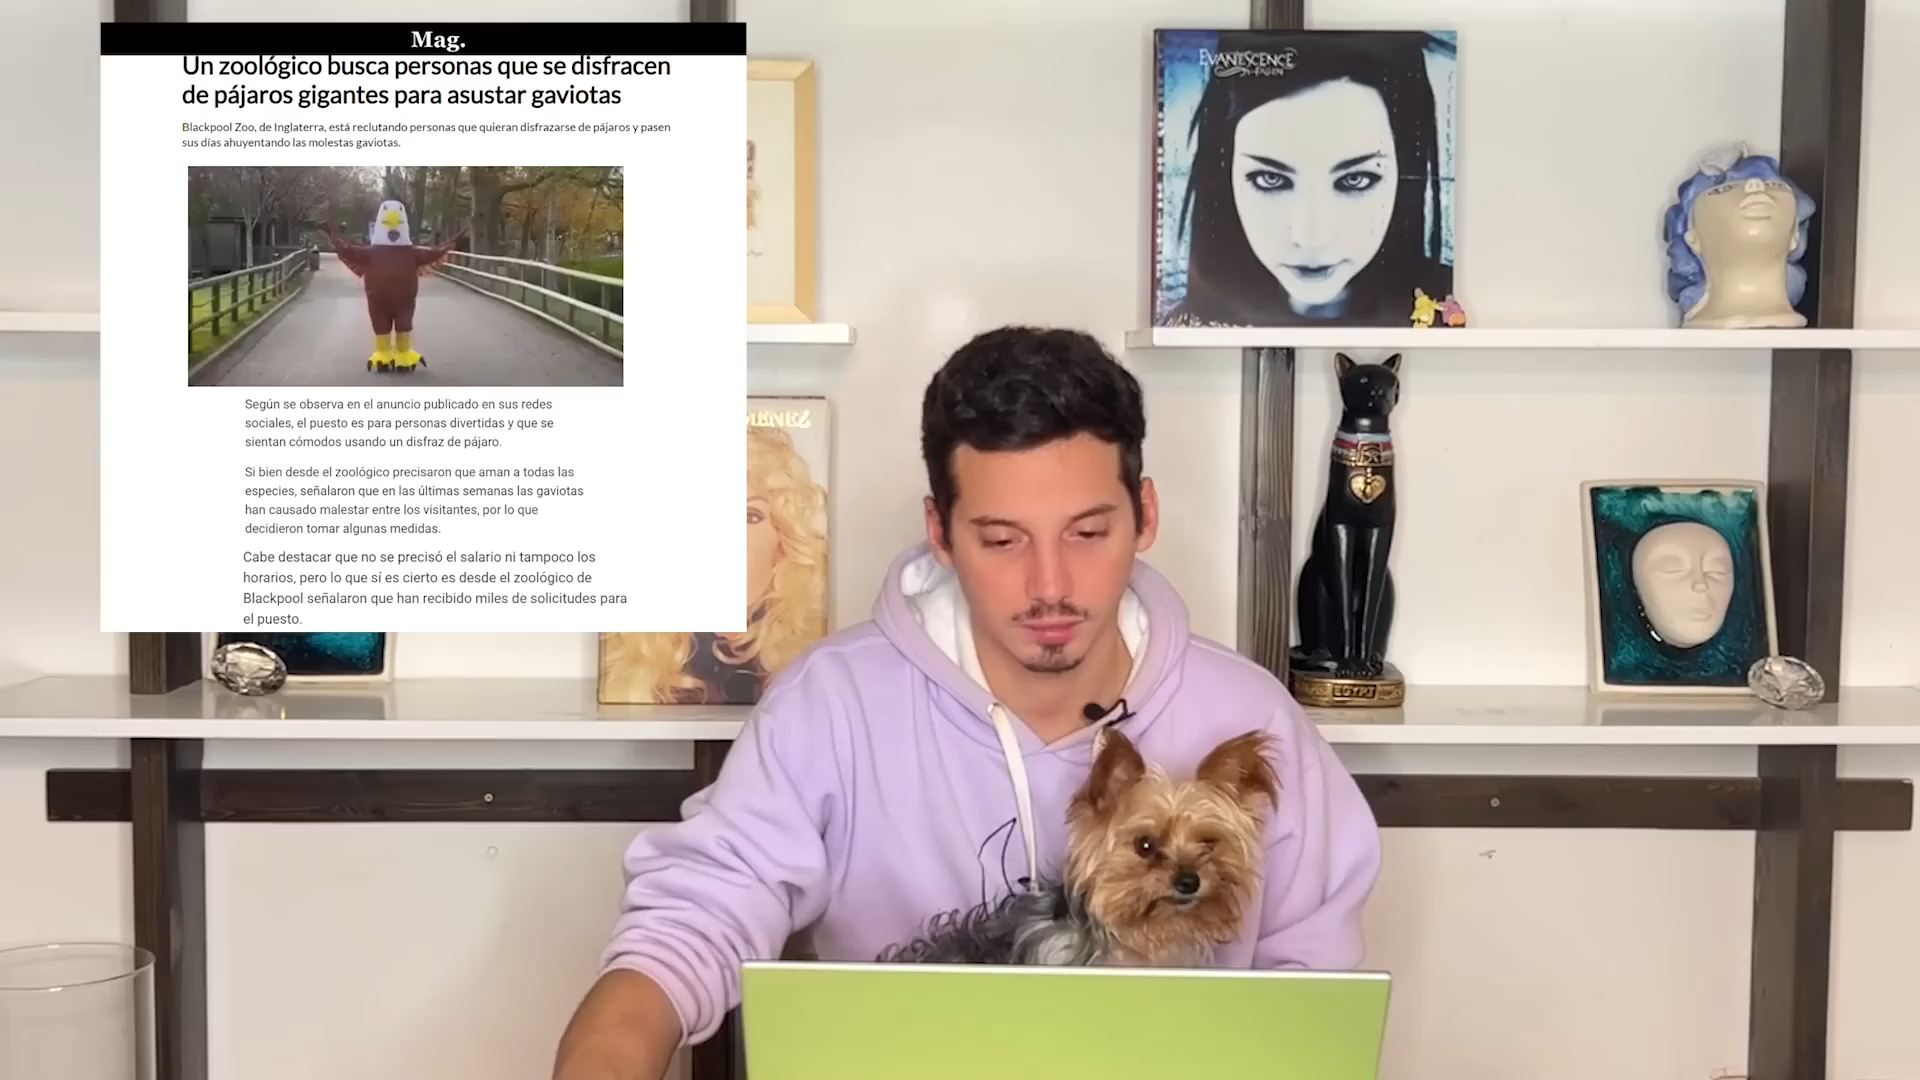 Mag.
Un zoológico busca personas que se disfracen
de pájaros gigantes para asustar gaviotas
Blackpool Zoo, de Inglaterra, está reclutando personas que quieran disfrazarse de pájaros y pasen
sus días ahuyentando las molestas gaviotas.
Según se observa en el anuncio publicado en sus redes
sociales, el puesto es para personas divertidas y que se
sientan cómodos usando un disfraz de pájaro.
Si bien desde el zoológico precisaron que aman a todas las
especies, señalaron que en las últimas semanas las gaviotas
han causado malestar entre los visitantes, por lo que
decidieron tomar algunas medidas.
Cabe destacar que no se precisó el salario ni tampoco los
horarios, pero lo que sí es cierto es desde el zoológico de
Blackpool señalaron que han recibido miles de solicitudes para
el puesto.
EVANESCENCE
FALLEN
EGYPT